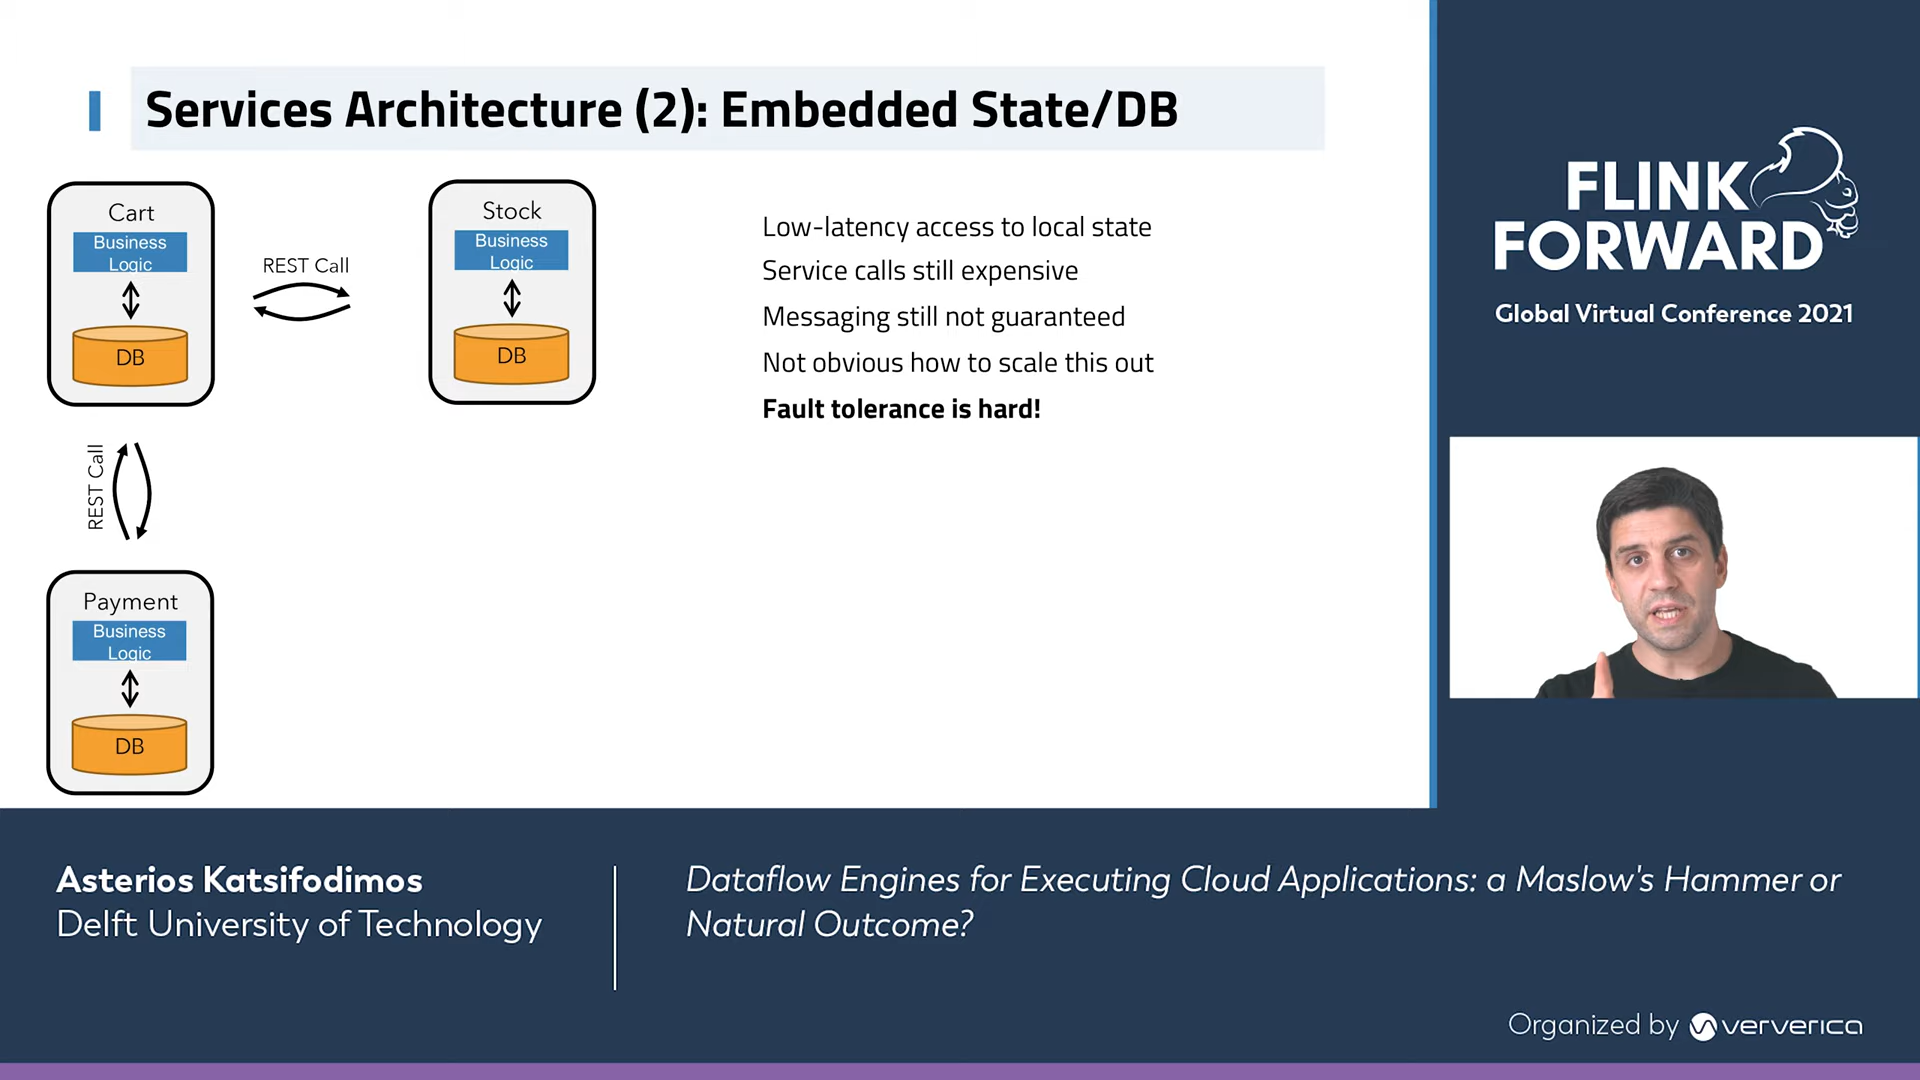 Services Architecture (2): Embedded State/DB
Cart
Business
Logic
DB
REST Call
Stock
Business
Logic
DB
REST Call
Payment
Business
Logic
DB
Low-latency access to local state
Service calls still expensive
Messaging still not guaranteed
Not obvious how to scale this out
Fault tolerance is hard!
FLINK
FORWARD
Global Virtual Conference 2021
Asterios Katsifodimos
Delft University of Technology
Dataflow Engines for Executing Cloud Applications: a Maslow's Hammer or
Natural Outcome?
Organized by ververica